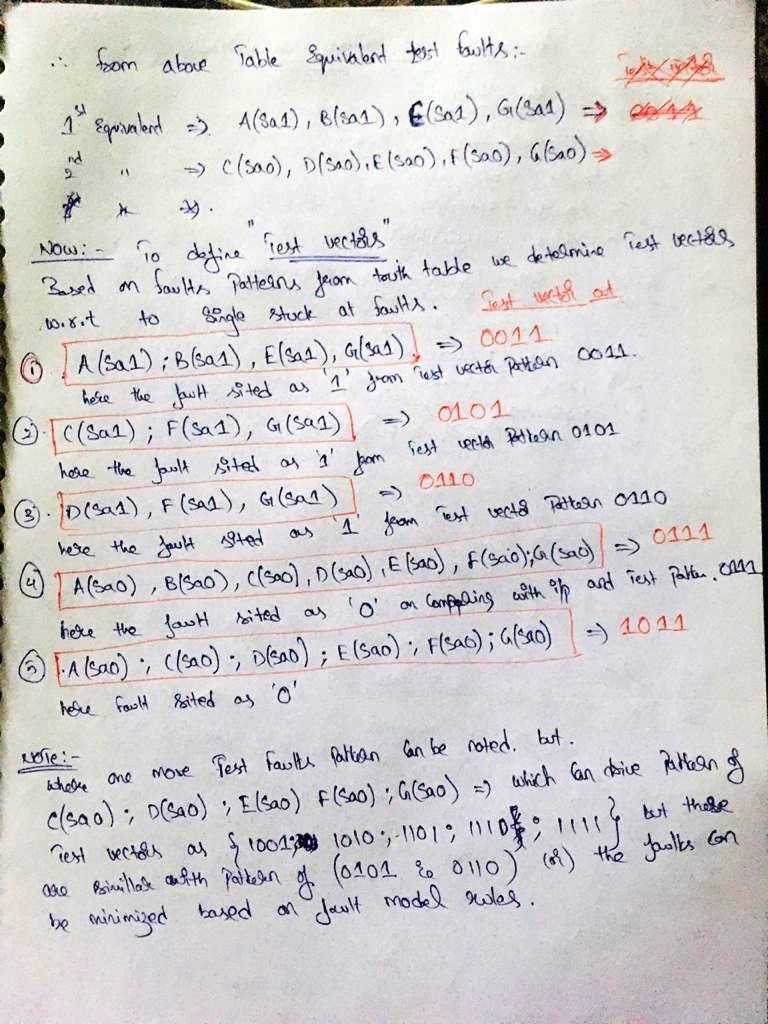 ∴ from above Table Equivalent test faults:-
1st Equivalent => A(Sa1), B(Sa1), E(Sa1), G(Sa1) =>
2nd " => C(Sa0), D(Sa0), E(Sa0), F(Sa0), G(Sa0) =>
Now:- To define "Test vectors"
Based on faults Patterns from truth table we determine Test vectors
w.r.t to single stuck at faults. Test vector out
① A(Sa1); B(Sa1), E(Sa1), G(Sa1) => 0011
here the fault sited as '1' from Test vector pattern 0011.
②. C(Sa1); F(Sa1), G(Sa1) => 0101
here the fault sited as '1' from Test vector Pattern 0101
③. D(Sa1), F(Sa1), G(Sa1) => 0110
here the fault sited as '1' from Test vector Pattern 0110
④ A(Sa0), B(Sa0), C(Sa0), D(Sa0), E(Sa0), F(Sa0); G(Sa0) => 0111
here the fault sited as '0' on Comparing with i/p and Test Patten. 0111
⑤ A(Sa0); C(Sa0); D(Sa0); E(Sa0); F(Sa0); G(Sa0) => 1011
here fault sited as '0'
Note:-
where one more Test Faults Pattern Can be noted. but.
C(Sa0); D(Sa0); E(Sa0) F(Sa0); G(Sa0) => which Can drive Pattern of
Test vectors as {1001; 1010; 1101; 1110; 1111} but these
are similar with Pattern of (0101 & 0110) (or) the faults Can
be minimized based on fault model rules.